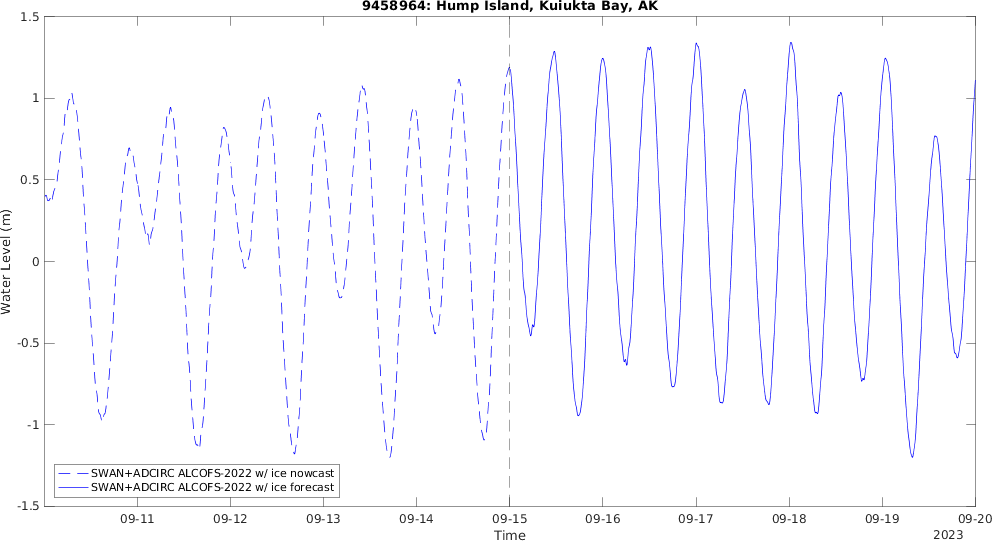 9458964: Hump Island, Kuiukta Bay, AK
1.5
1
0.5
0
-0.5
-1
-1.5
Water Level (m)
SWAN+ADCIRC ALCOFS-2022 w/ ice nowcast
SWAN+ADCIRC ALCOFS-2022 w/ ice forecast
09-11 09-12 09-13 09-14 09-15 09-16 09-17 09-18 09-19 09-20
Time
2023